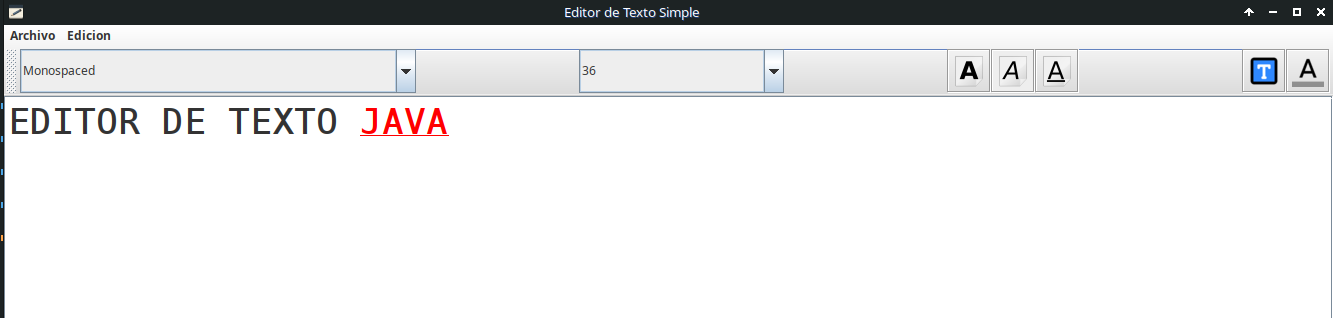 Editor de Texto Simple
Archivo Edicion
Monospaced 36 A A A T A
EDITOR DE TEXTO JAVA